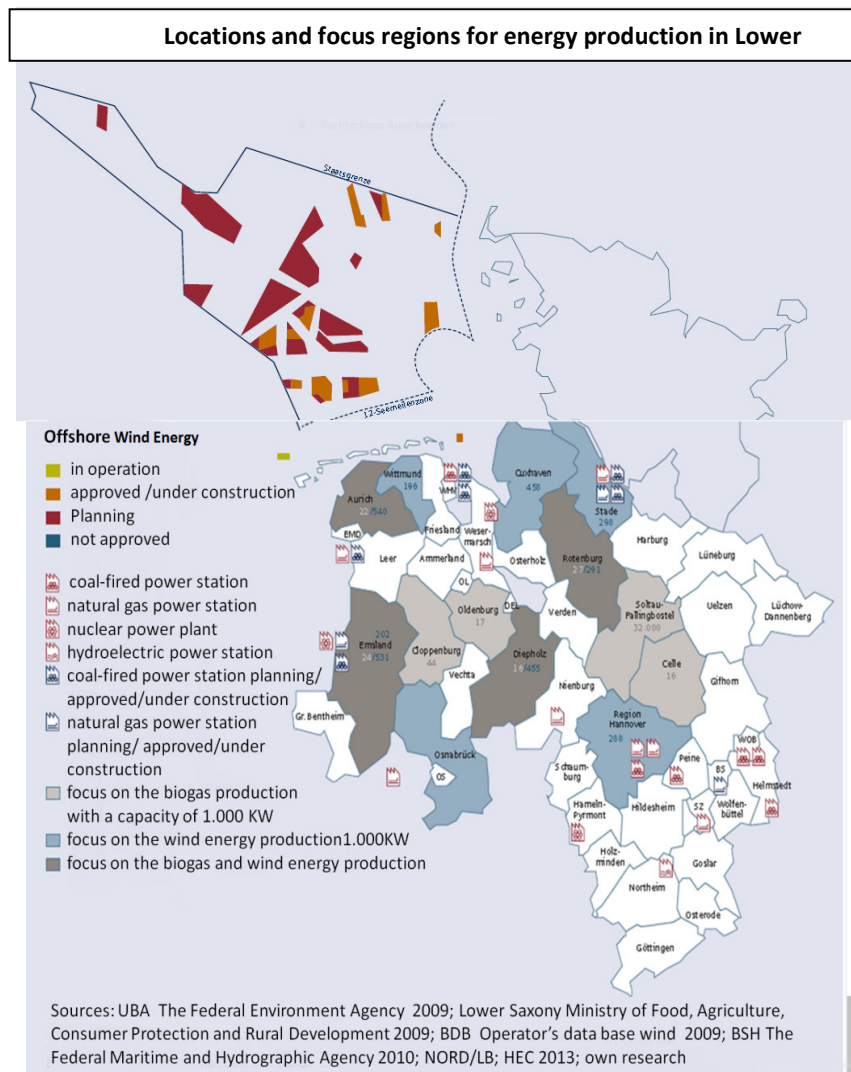 Locations and focus regions for energy production in Lower
Staatsgrenze
12-Seemeilenzone
Offshore Wind Energy
in operation
approved /under construction
Planning
not approved
coal-fired power station
natural gas power station
nuclear power plant
hydroelectric power station
coal-fired power station planning/
approved/under construction
natural gas power station
planning/ approved/under
construction
focus on the biogas production
with a capacity of 1.000 KW
focus on the wind energy production1.000KW
focus on the biogas and wind energy production
Wittmund
196
Aurich
22/540
EMD
Leer
Friesland
WHV
Weser-
marsch
Ammerland
OL
Cuxhaven
450
Stade
290
Osterholz
Rotenburg
/291
Harburg
Lüneburg
Soltau-
Fallingbostel
32.000
Uelzen
Lüchow-
Dannenberg
Oldenburg
17
DEL
Verden
202
Emsland
/531
Cloppenburg
44
Vechta
Diepholz
/455
Celle
16
Nienburg
Gifhorn
Gr. Bentheim
Osnabrück
OS
Region
Hannover
288
Schaum-
burg
Peine
WOB
BS
Helmstedt
Hameln-
Pyrmont
Hildesheim
SZ
Wolfen-
büttel
Holz-
minden
Goslar
Northeim
Osterode
Göttingen
Sources: UBA The Federal Environment Agency 2009; Lower Saxony Ministry of Food, Agriculture,
Consumer Protection and Rural Development 2009; BDB Operator's data base wind 2009; BSH The
Federal Maritime and Hydrographic Agency 2010; NORD/LB; HEC 2013; own research